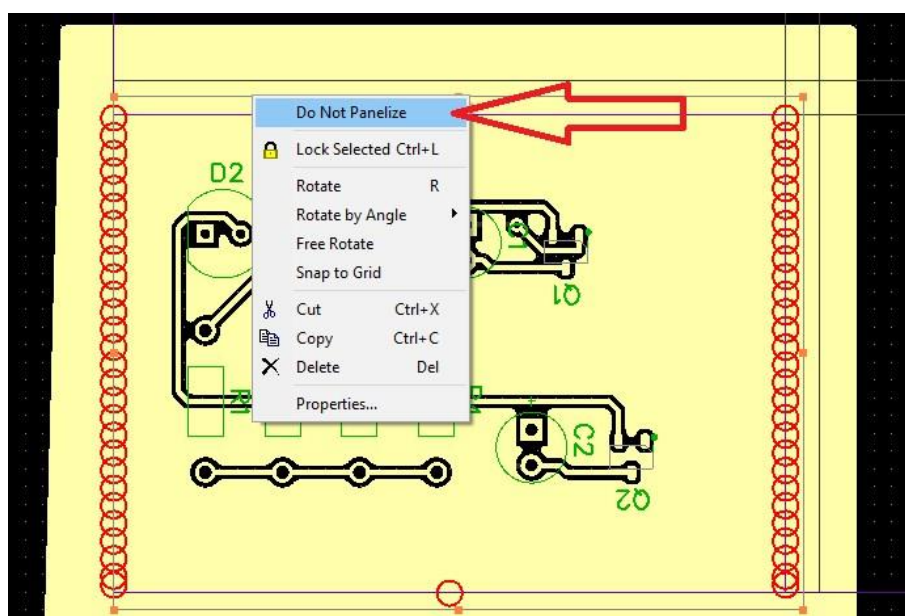 Do Not Panelize
Lock Selected Ctrl+L
D2
Rotate R
Rotate by Angle
Free Rotate
Snap to Grid
Q1
Cut Ctrl+X
Copy Ctrl+C
Delete Del
R1
Properties...
C2
Q2